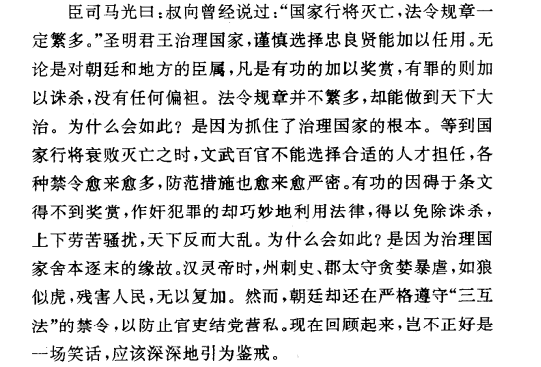 臣司马光曰：叔向曾经说过：“国家行将灭亡，法令规章一
定繁多。”圣明君王治理国家，谨慎选择忠良贤能加以任用。无
论是对朝廷和地方的臣属，凡是有功的加以奖赏，有罪的则加
以诛杀，没有任何偏袒。法令规章并不繁多，却能做到天下大
治。为什么会如此？是因为抓住了治理国家的根本。等到国
家行将衰败灭亡之时，文武百官不能选择合适的人才担任，各
种禁令愈来愈多，防范措施也愈来愈严密。有功的因碍于条文
得不到奖赏，作奸犯罪的却巧妙地利用法律，得以免除诛杀，
上下劳苦骚扰，天下反而大乱。为什么会如此？是因为治理国
家舍本逐末的缘故。汉灵帝时，州刺史、郡太守贪婪暴虐，如狼
似虎，残害人民，无以复加。然而，朝廷却还在严格遵守“三互
法”的禁令，以防止官吏结党营私。现在回顾起来，岂不正好是
一场笑话，应该深深地引为鉴戒。